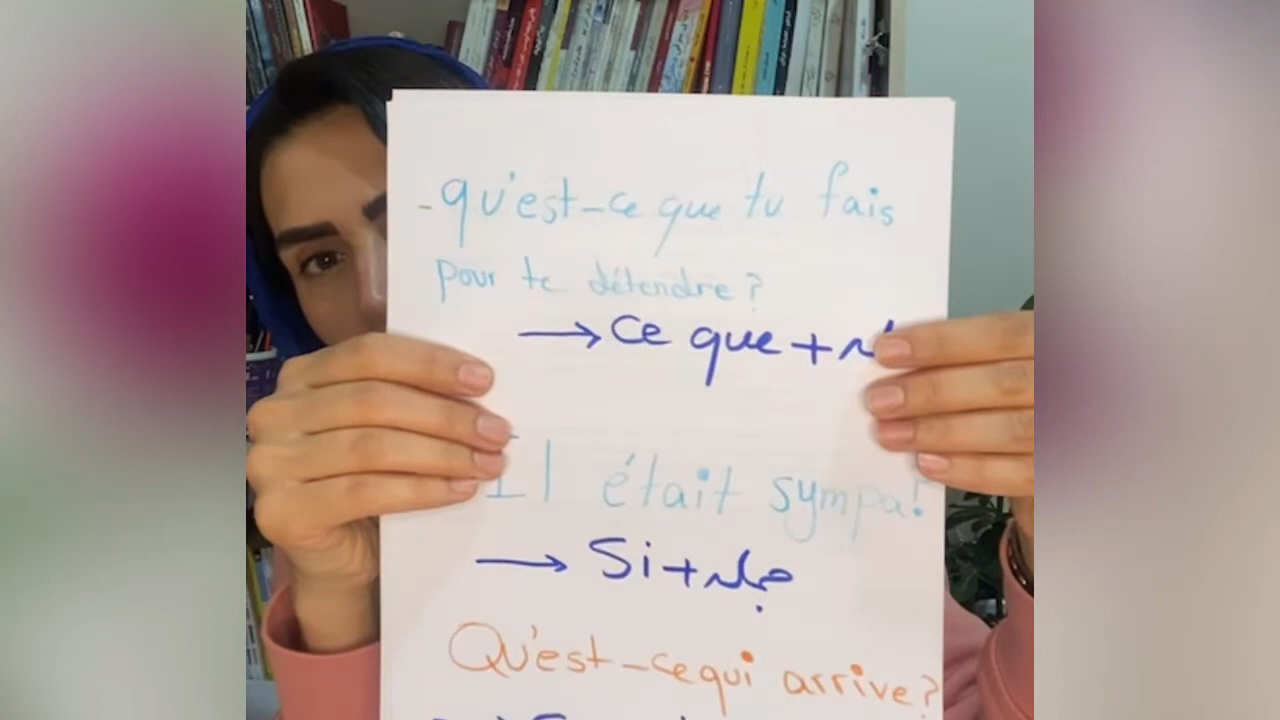 - qu'est-ce que tu fais
pour te détendre?
→ ce que +
Il était sympa!
→ Si + جمله
Qu'est-ce qui arrive?